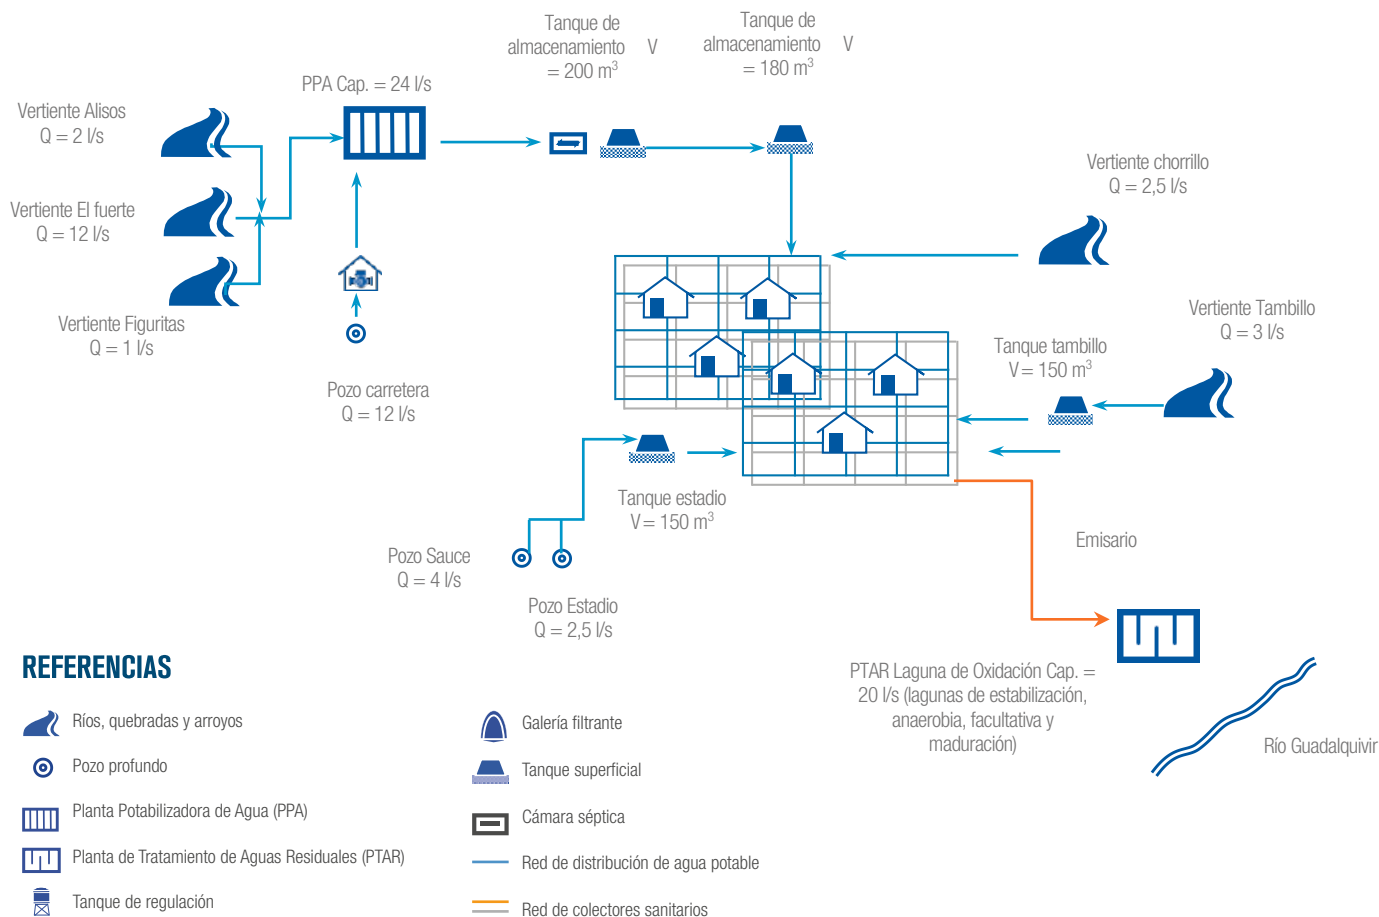 Tanque de
almacenamiento V
= 200 m³
Tanque de
almacenamiento V
= 180 m³
PPA Cap. = 24 l/s
Vertiente Alisos
Q = 2 l/s
Vertiente El fuerte
Q = 12 l/s
Vertiente Figuritas
Q = 1 l/s
Pozo carretera
Q = 12 l/s
Vertiente chorrillo
Q = 2,5 l/s
Vertiente Tambillo
Q = 3 l/s
Tanque tambillo
V = 150 m³
Tanque estadio
V = 150 m³
Pozo Sauce
Q = 4 l/s
Pozo Estadio
Q = 2,5 l/s
Emisario
PTAR Laguna de Oxidación Cap. =
20 l/s (lagunas de estabilización,
anaerobia, facultativa y
maduración)
Río Guadalquivir
REFERENCIAS
Ríos, quebradas y arroyos
Pozo profundo
Planta Potabilizadora de Agua (PPA)
Planta de Tratamiento de Aguas Residuales (PTAR)
Tanque de regulación
Galería filtrante
Tanque superficial
Cámara séptica
Red de distribución de agua potable
Red de colectores sanitarios